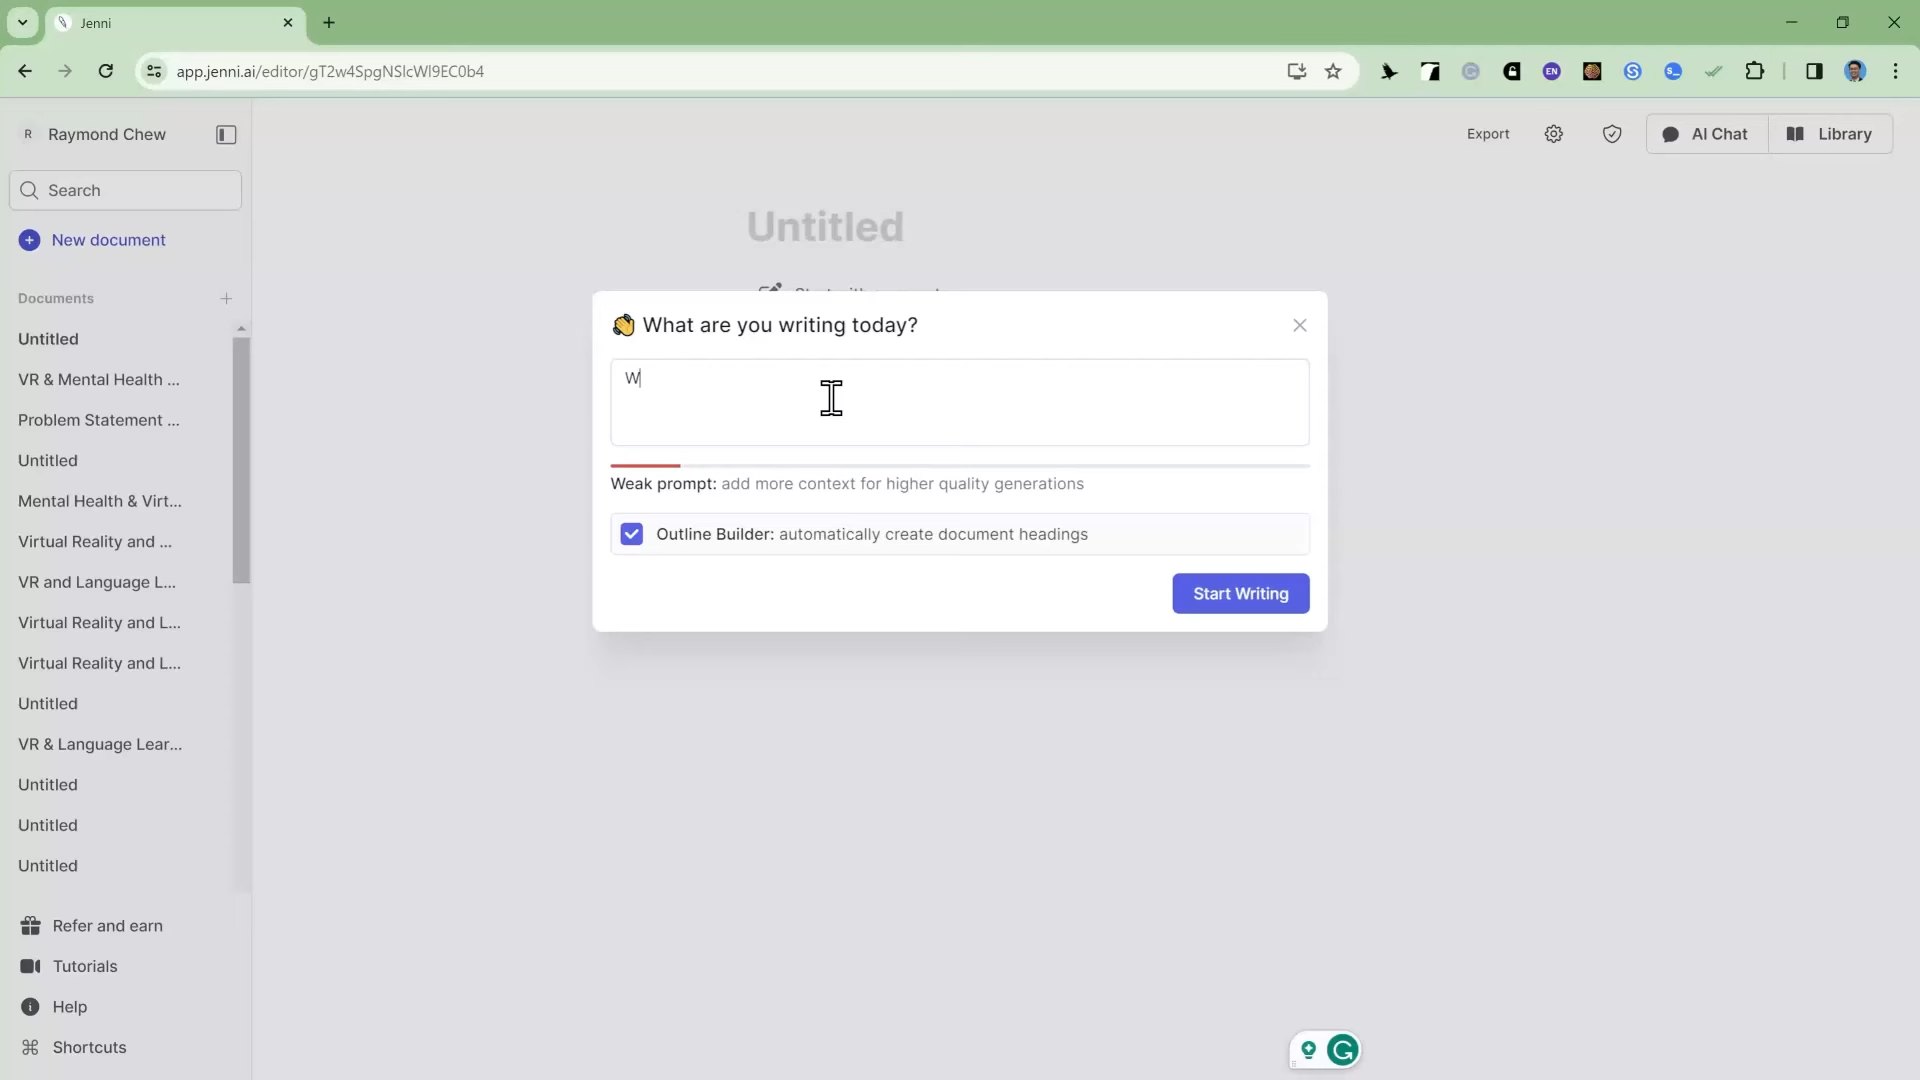 Jenni
app.jenni.ai/editor/gT2w4SpgNSlcWl9EC0b4
EN
R Raymond Chew
Export
AI Chat
Library
Search
Untitled
New document
Documents
Untitled
VR & Mental Health ...
Problem Statement ...
Untitled
Mental Health & Virt...
Virtual Reality and ...
VR and Language L...
Virtual Reality and L...
Virtual Reality and L...
Untitled
VR & Language Lear...
Untitled
Untitled
Untitled
Refer and earn
Tutorials
Help
Shortcuts
👋 What are you writing today?
W
Weak prompt: add more context for higher quality generations
Outline Builder: automatically create document headings
Start Writing